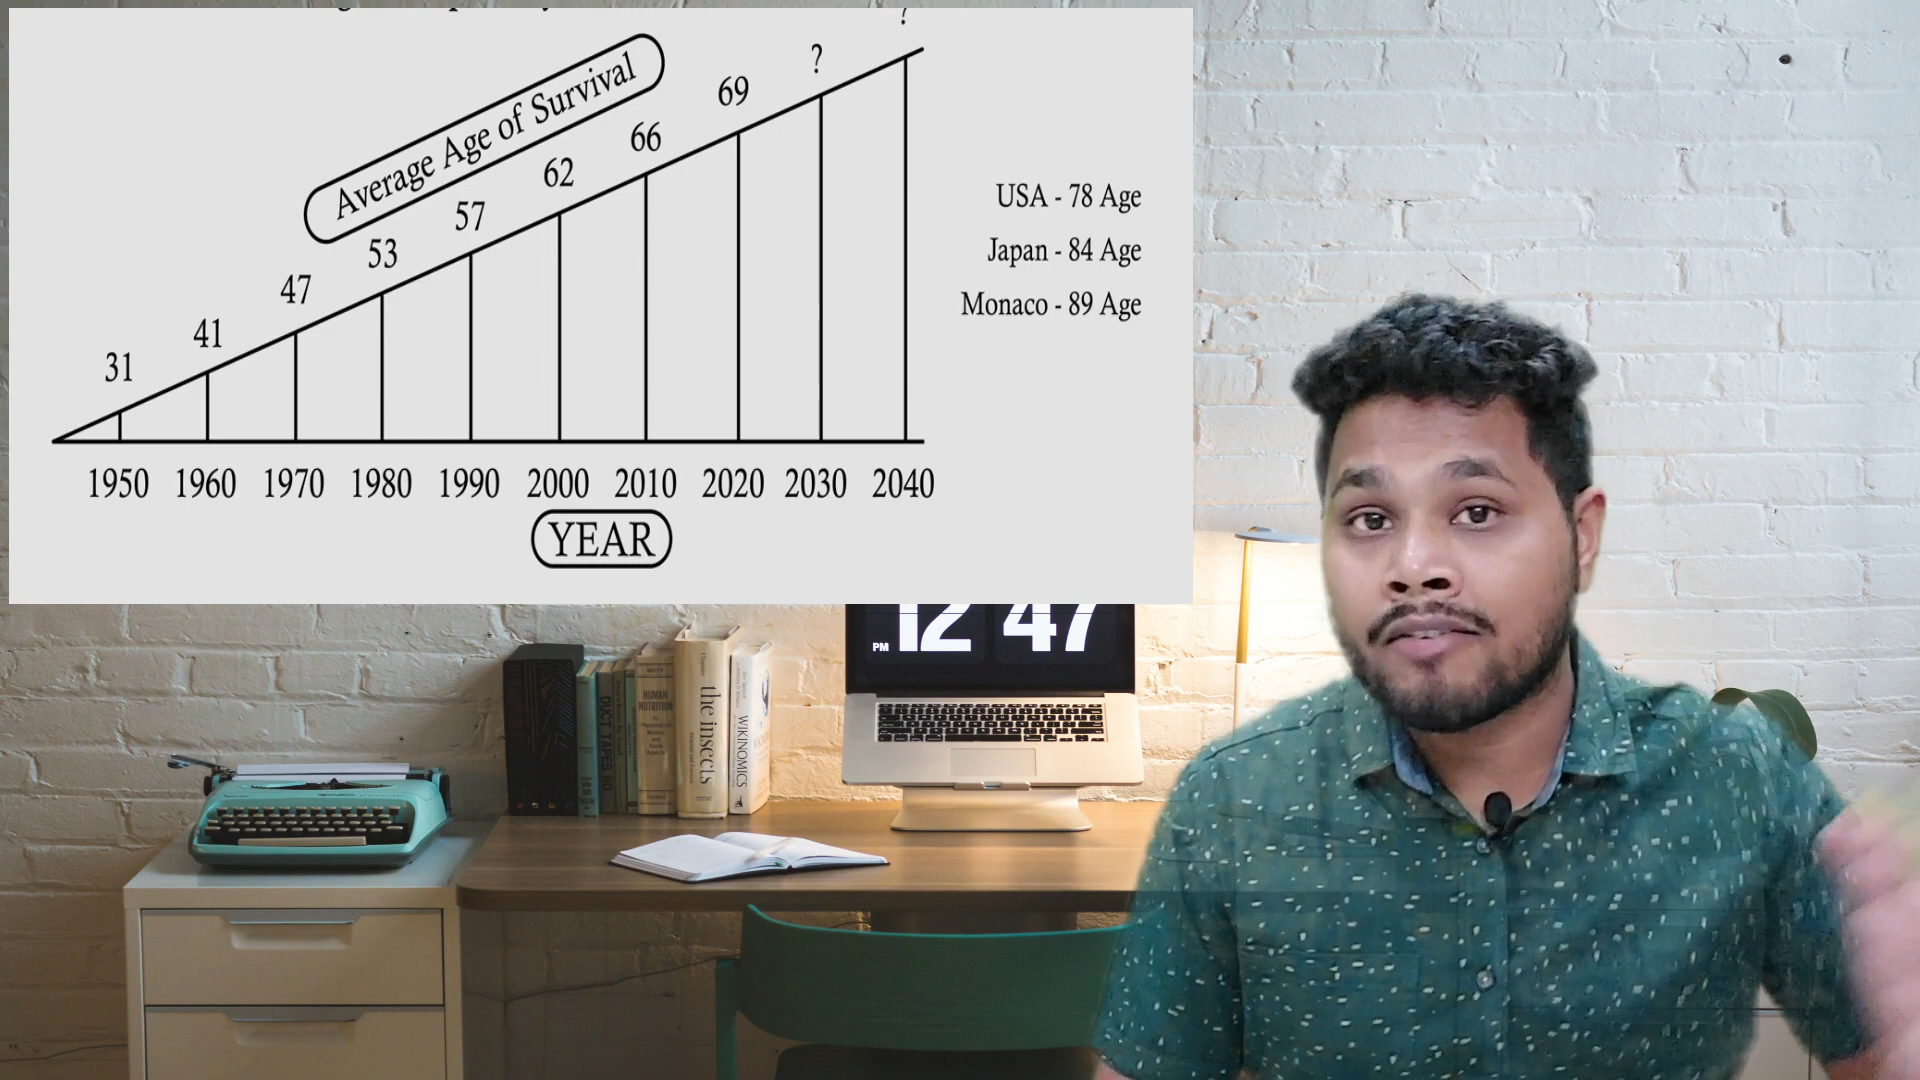 Average Age of Survival
?
?
69
66
62
57
53
47
41
31
USA - 78 Age
Japan - 84 Age
Monaco - 89 Age
1950 1960 1970 1980 1990 2000 2010 2020 2030 2040
YEAR
PM 12 47
DUCT TAPES
HUMAN NUTRITION
the insects
WIKINOMICS